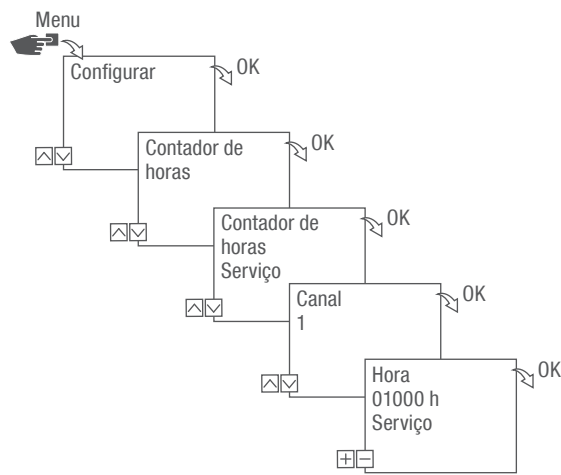 Menu
Configurar
OK
Contador de
horas
OK
Contador de
horas
Serviço
OK
Canal
1
OK
Hora
01000 h
Serviço
OK